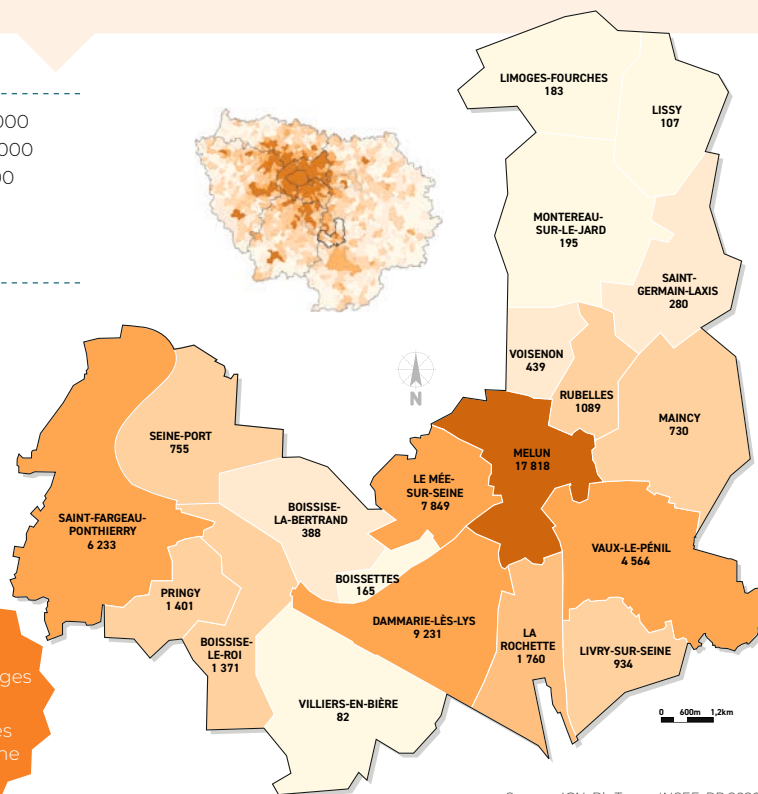 000
000
00
LIMOGES-FOURCHES
183
LISSY
107
MONTEREAU-
SUR-LE-JARD
195
SAINT-
GERMAIN-LAXIS
280
VOISENON
439
RUBELLES
1089
MAINCY
730
N
SEINE-PORT
755
MELUN
17 818
LE MÉE-
SUR-SEINE
7 849
BOISSISE-
LA-BERTRAND
388
SAINT-FARGEAU-
PONTHIERRY
6 233
VAUX-LE-PÉNIL
4 564
BOISSETTES
165
PRINGY
1 401
DAMMARIE-LÈS-LYS
9 231
LA
ROCHETTE
1 760
BOISSISE-
LE-ROI
1 371
LIVRY-SUR-SEINE
934
VILLIERS-EN-BIÈRE
82
ges
es
ne
0 600m 1,2km